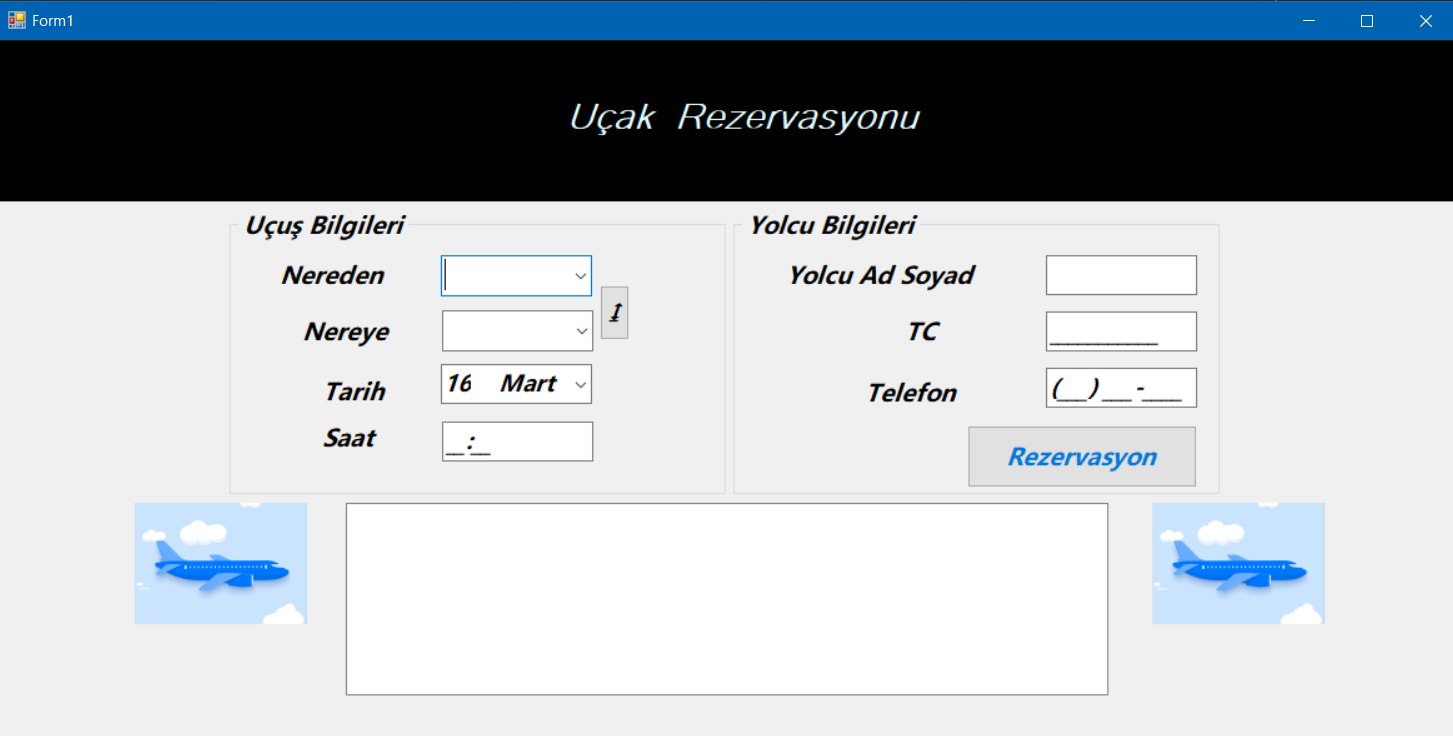 Form1
Uçak Rezervasyonu
Uçuş Bilgileri
Nereden
Nereye
Tarih
16 Mart
Saat
__:__
Yolcu Bilgileri
Yolcu Ad Soyad
TC
___________
Telefon
(___) ___-____
Rezervasyon